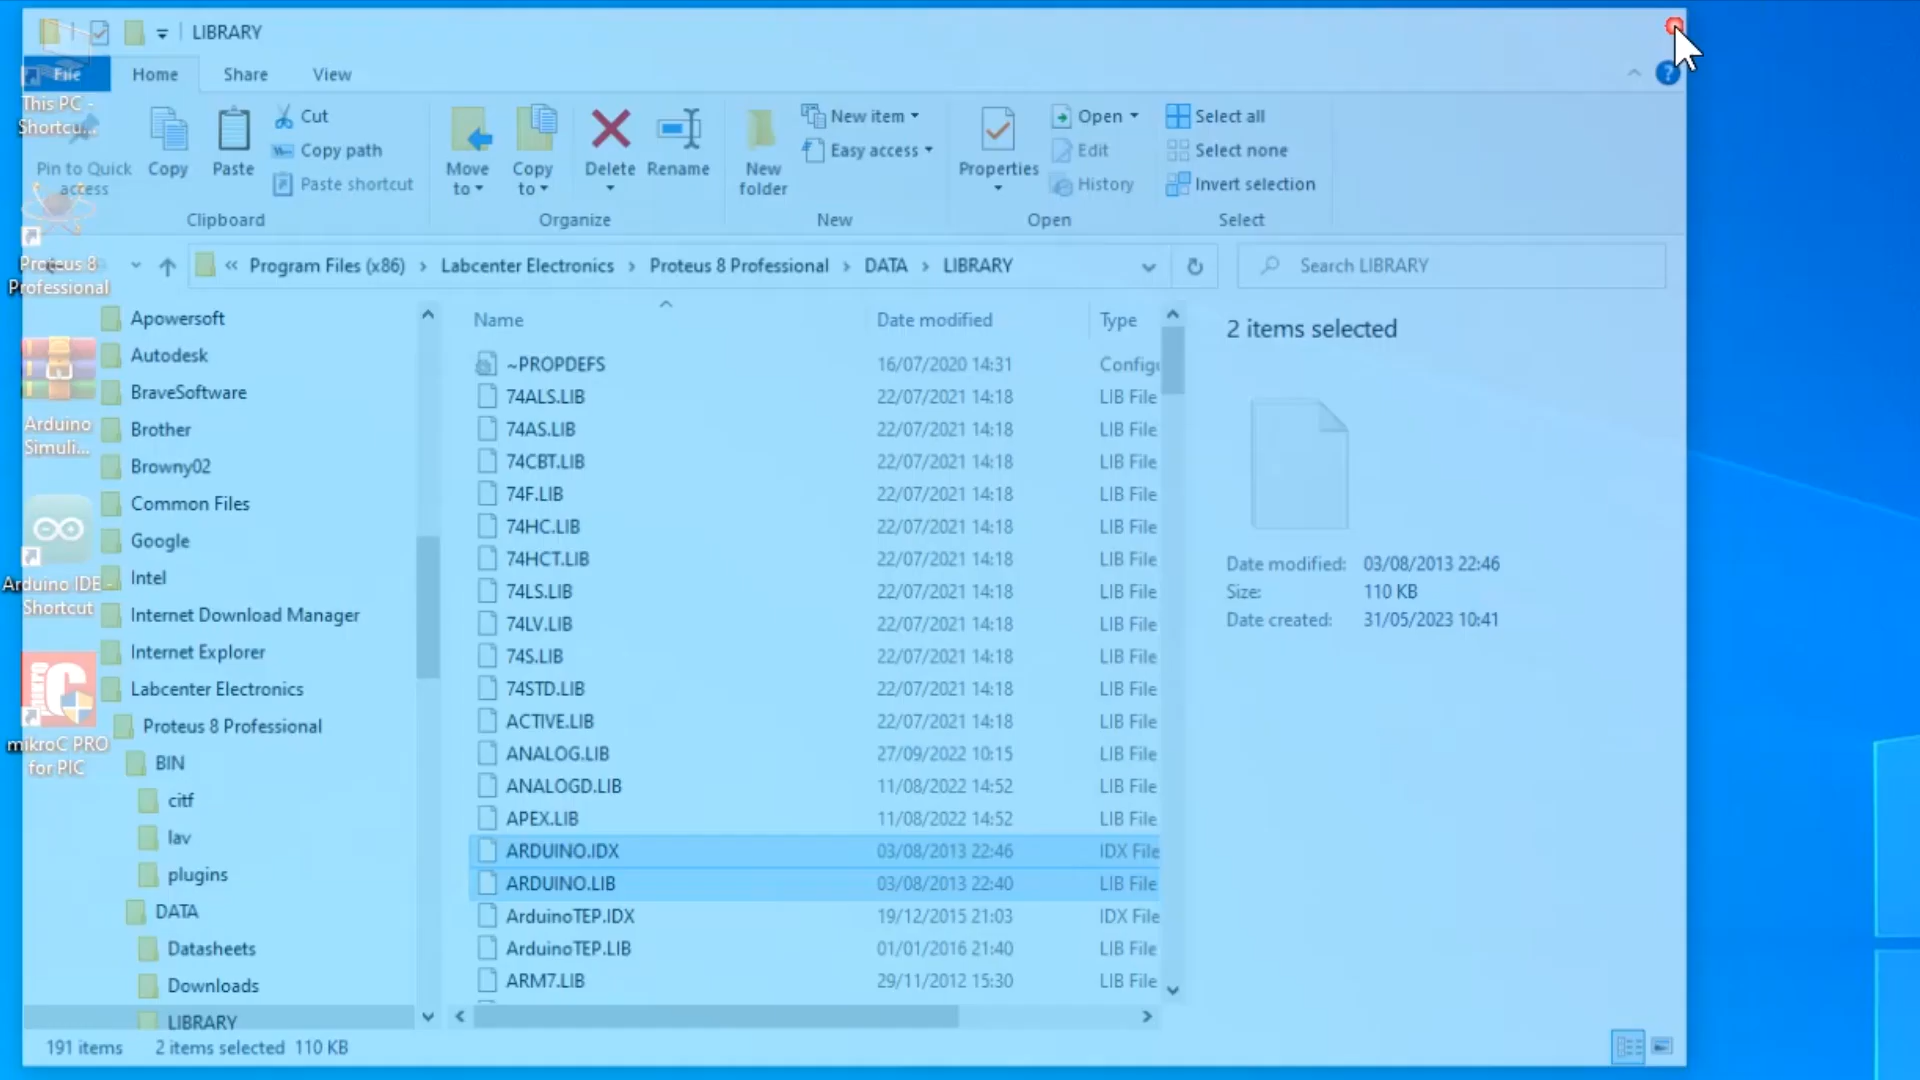 LIBRARY
File Home Share View
This PC -
Shortcu...
Pin to Quick
access
Copy
Paste
Cut
Copy path
Paste shortcut
Clipboard
Move
to
Copy
to
Delete
Rename
Organize
New
folder
New item
Easy access
New
Properties
Open
Edit
History
Open
Select all
Select none
Invert selection
Select
Proteus 8
Professional
« Program Files (x86) › Labcenter Electronics › Proteus 8 Professional › DATA › LIBRARY
Search LIBRARY
Arduino
Simuli...
Arduino IDE -
Shortcut
MIKRO
mikroC PRO
for PIC
Apowersoft
Autodesk
BraveSoftware
Brother
Browny02
Common Files
Google
Intel
Internet Download Manager
Internet Explorer
Labcenter Electronics
Proteus 8 Professional
BIN
citf
lav
plugins
DATA
Datasheets
Downloads
LIBRARY
Name Date modified Type
~PROPDEFS 16/07/2020 14:31 Config
74ALS.LIB 22/07/2021 14:18 LIB File
74AS.LIB 22/07/2021 14:18 LIB File
74CBT.LIB 22/07/2021 14:18 LIB File
74F.LIB 22/07/2021 14:18 LIB File
74HC.LIB 22/07/2021 14:18 LIB File
74HCT.LIB 22/07/2021 14:18 LIB File
74LS.LIB 22/07/2021 14:18 LIB File
74LV.LIB 22/07/2021 14:18 LIB File
74S.LIB 22/07/2021 14:18 LIB File
74STD.LIB 22/07/2021 14:18 LIB File
ACTIVE.LIB 22/07/2021 14:18 LIB File
ANALOG.LIB 27/09/2022 10:15 LIB File
ANALOGD.LIB 11/08/2022 14:52 LIB File
APEX.LIB 11/08/2022 14:52 LIB File
ARDUINO.IDX 03/08/2013 22:46 IDX File
ARDUINO.LIB 03/08/2013 22:40 LIB File
ArduinoTEP.IDX 19/12/2015 21:03 IDX File
ArduinoTEP.LIB 01/01/2016 21:40 LIB File
ARM7.LIB 29/11/2012 15:30 LIB File
2 items selected
Date modified: 03/08/2013 22:46
Size: 110 KB
Date created: 31/05/2023 10:41
191 items 2 items selected 110 KB